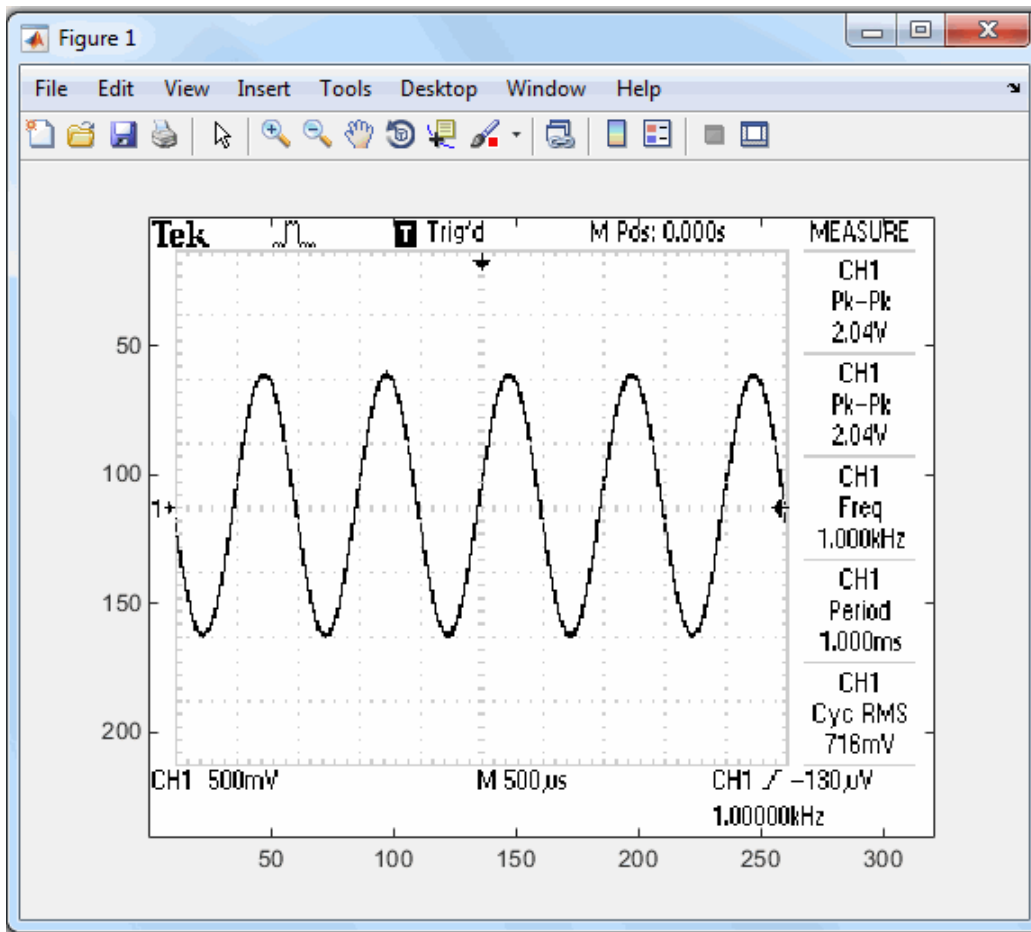 Figure 1
File Edit View Insert Tools Desktop Window Help
Tek T Trig'd M Pos: 0.000s MEASURE
CH1
Pk-Pk
2.04V
CH1
Pk-Pk
2.04V
CH1
Freq
1.000kHz
CH1
Period
1.000ms
CH1
Cyc RMS
716mV
50
100
150
200
1
CH1 500mV M 500µs CH1 -130µV
1.00000kHz
50 100 150 200 250 300